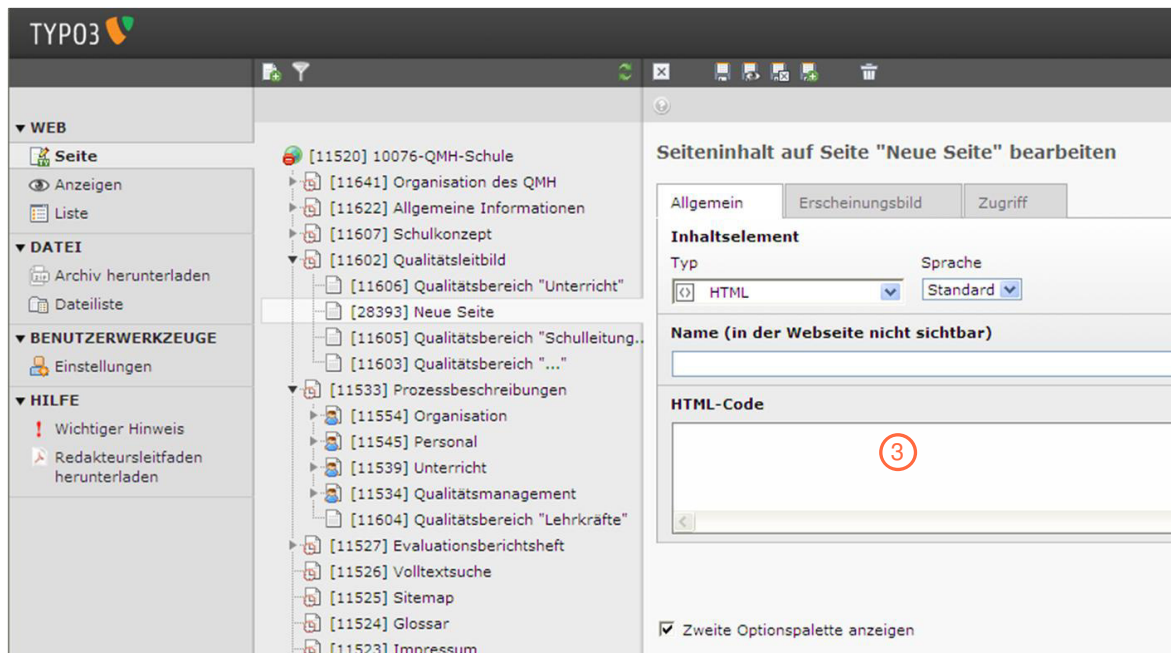 TYPO3
WEB
Seite
Anzeigen
Liste
DATEI
Archiv herunterladen
Dateiliste
BENUTZERWERKZEUGE
Einstellungen
HILFE
Wichtiger Hinweis
Redakteursleitfaden
herunterladen
[11520] 10076-QMH-Schule
[11641] Organisation des QMH
[11622] Allgemeine Informationen
[11607] Schulkonzept
[11602] Qualitätsleitbild
[11606] Qualitätsbereich "Unterricht"
[28393] Neue Seite
[11605] Qualitätsbereich "Schulleitung..
[11603] Qualitätsbereich "..."
[11533] Prozessbeschreibungen
[11554] Organisation
[11545] Personal
[11539] Unterricht
[11534] Qualitätsmanagement
[11604] Qualitätsbereich "Lehrkräfte"
[11527] Evaluationsberichtsheft
[11526] Volltextsuche
[11525] Sitemap
[11524] Glossar
[11523] Impressum
Seiteninhalt auf Seite "Neue Seite" bearbeiten
Allgemein Erscheinungsbild Zugriff
Inhaltselement
Typ Sprache
HTML Standard
Name (in der Webseite nicht sichtbar)
HTML-Code
3
Zweite Optionspalette anzeigen